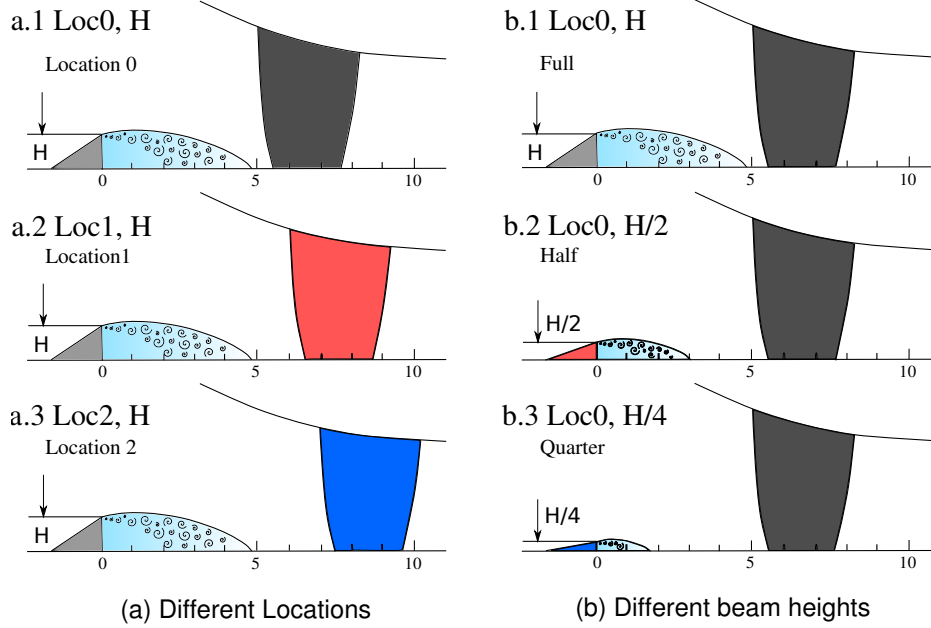 a.1 Loc0, H
Location 0
H
0 5 10
a.2 Loc1, H
Location1
H
0 5 10
a.3 Loc2, H
Location 2
H
0 5 10
(a) Different Locations
b.1 Loc0, H
Full
H
0 5 10
b.2 Loc0, H/2
Half
H/2
0 5 10
b.3 Loc0, H/4
Quarter
H/4
0 5 10
(b) Different beam heights